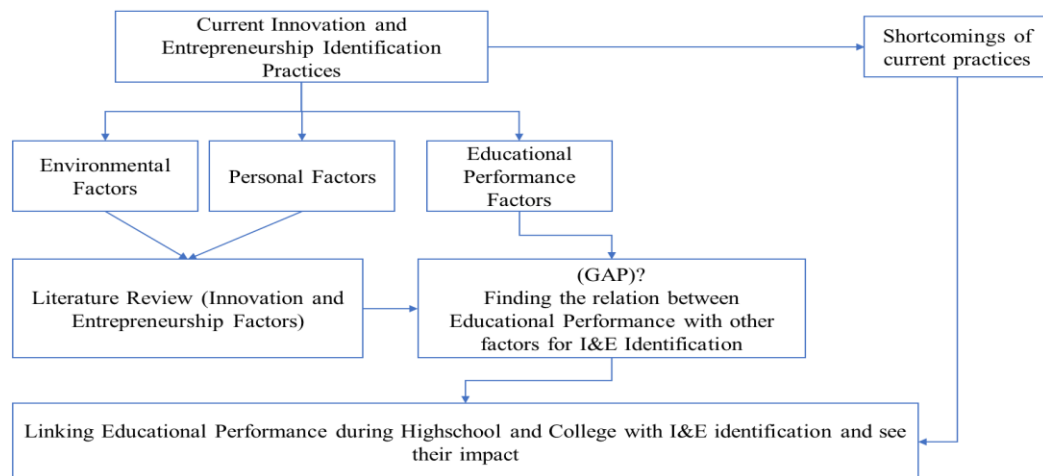 Current Innovation and
Entrepreneurship Identification
Practices
Shortcomings of
current practices
Environmental
Factors
Personal Factors
Educational
Performance
Factors
Literature Review (Innovation and
Entrepreneurship Factors)
(GAP)?
Finding the relation between
Educational Performance with other
factors for I&E Identification
Linking Educational Performance during Highschool and College with I&E identification and see
their impact